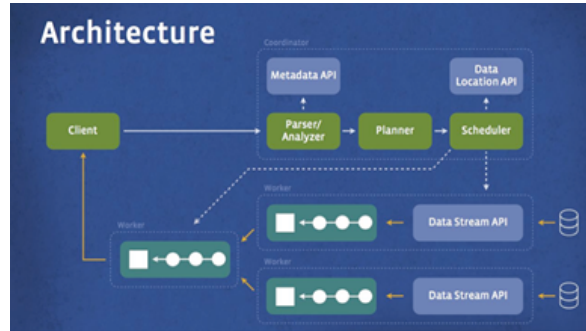 Architecture
Coordinator
Metadata API
Data
Location API
Client
Parser/
Analyzer
Planner
Scheduler
Worker
Data Stream API
Worker
Worker
Data Stream API